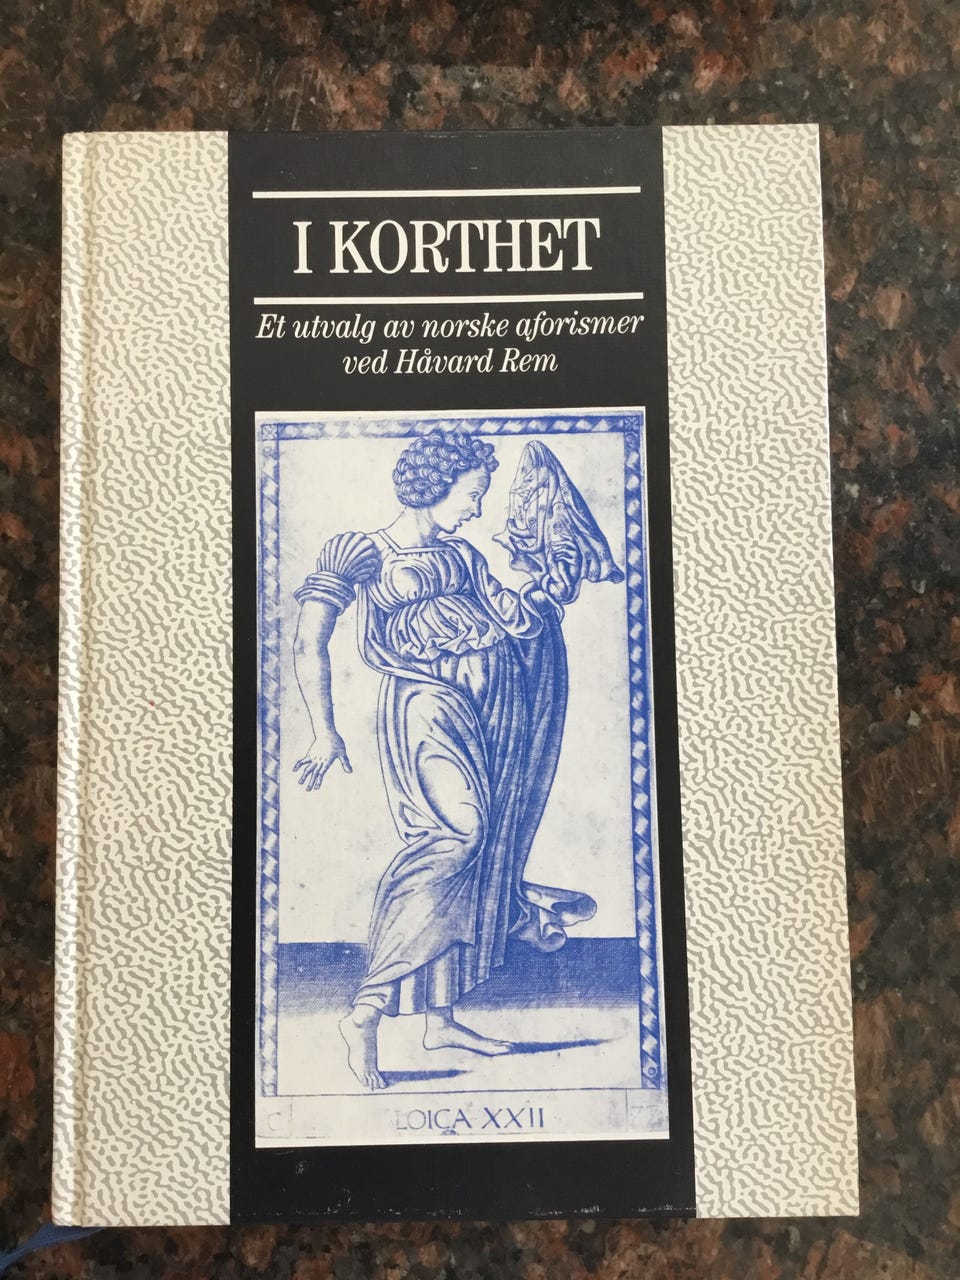 I KORTHET
Et utvalg av norske aforismer
ved Håvard Rem
C LOICA XXII